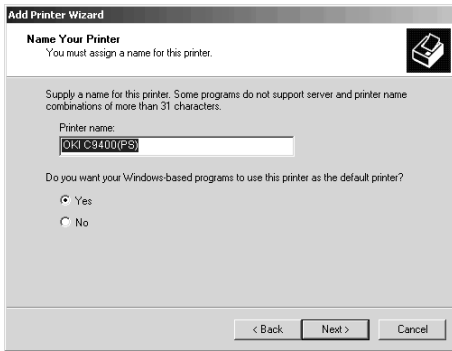 Add Printer Wizard
Name Your Printer
You must assign a name for this printer.
Supply a name for this printer. Some programs do not support server and printer name
combinations of more than 31 characters.
Printer name:
OKI C9400(PS)
Do you want your Windows-based programs to use this printer as the default printer?
Yes
No
< Back
Next >
Cancel